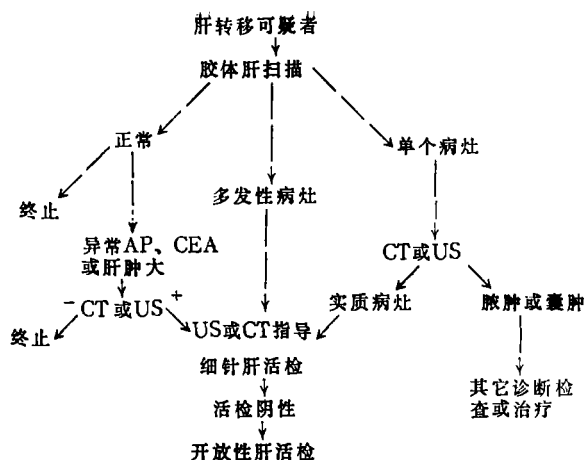 肝转移可疑者
胶体肝扫描
正常
单个病灶
多发性病灶
终止
异常AP、CEA
或肝肿大
CT或US
- CT或US +
实质病灶
脓肿或囊肿
终止
US或CT指导
细针肝活检
其它诊断检
查或治疗
活检阴性
开放性肝活检